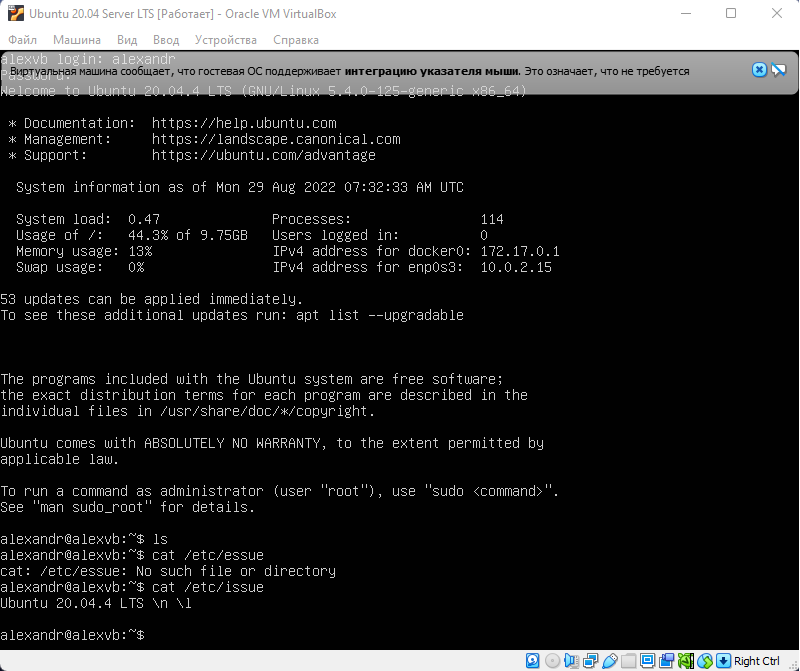 Ubuntu 20.04 Server LTS [Работает] - Oracle VM VirtualBox
Файл Машина Вид Ввод Устройства Справка
alexvb login: alexandr
Виртуальная машина сообщает, что гостевая ОС поддерживает интеграцию указателя мыши. Это означает, что не требуется
Password:
Welcome to Ubuntu 20.04.4 LTS (GNU/Linux 5.4.0-125-generic x86_64)
* Documentation: https://help.ubuntu.com
* Management: https://landscape.canonical.com
* Support: https://ubuntu.com/advantage
System information as of Mon 29 Aug 2022 07:32:33 AM UTC
System load: 0.47 Processes: 114
Usage of /: 44.3% of 9.75GB Users logged in: 0
Memory usage: 13% IPv4 address for docker0: 172.17.0.1
Swap usage: 0% IPv4 address for enp0s3: 10.0.2.15
53 updates can be applied immediately.
To see these additional updates run: apt list --upgradable
The programs included with the Ubuntu system are free software;
the exact distribution terms for each program are described in the
individual files in /usr/share/doc/*/copyright.
Ubuntu comes with ABSOLUTELY NO WARRANTY, to the extent permitted by
applicable law.
To run a command as administrator (user "root"), use "sudo <command>".
See "man sudo_root" for details.
alexandr@alexvb:~$ ls
alexandr@alexvb:~$ cat /etc/essue
cat: /etc/essue: No such file or directory
alexandr@alexvb:~$ cat /etc/issue
Ubuntu 20.04.4 LTS \n \l
alexandr@alexvb:~$
Right Ctrl